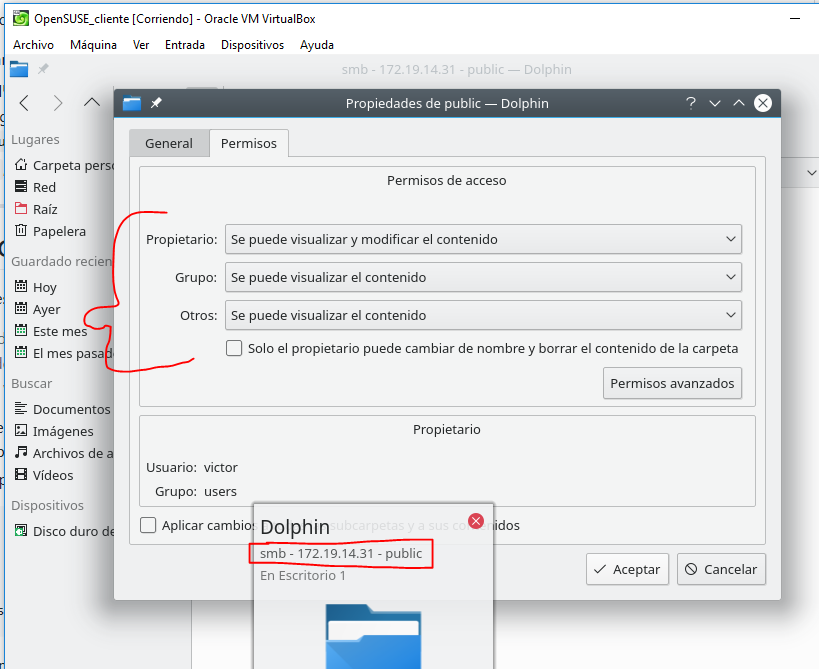 OpenSUSE_cliente [Corriendo] - Oracle VM VirtualBox
Archivo Máquina Ver Entrada Dispositivos Ayuda
smb - 172.19.14.31 - public — Dolphin
Propiedades de public — Dolphin
General Permisos
Permisos de acceso
Propietario: Se puede visualizar y modificar el contenido
Grupo: Se puede visualizar el contenido
Otros: Se puede visualizar el contenido
Solo el propietario puede cambiar de nombre y borrar el contenido de la carpeta
Permisos avanzados
Propietario
Usuario: victor
Grupo: users
Aplicar cambios subcarpetas y a sus contenidos
Aceptar Cancelar
Lugares
Carpeta perso
Red
Raíz
Papelera
Guardado recien
Hoy
Ayer
Este mes
El mes pasad
Buscar
Documentos
Imágenes
Archivos de a
Vídeos
Dispositivos
Disco duro de
Dolphin
smb - 172.19.14.31 - public
En Escritorio 1